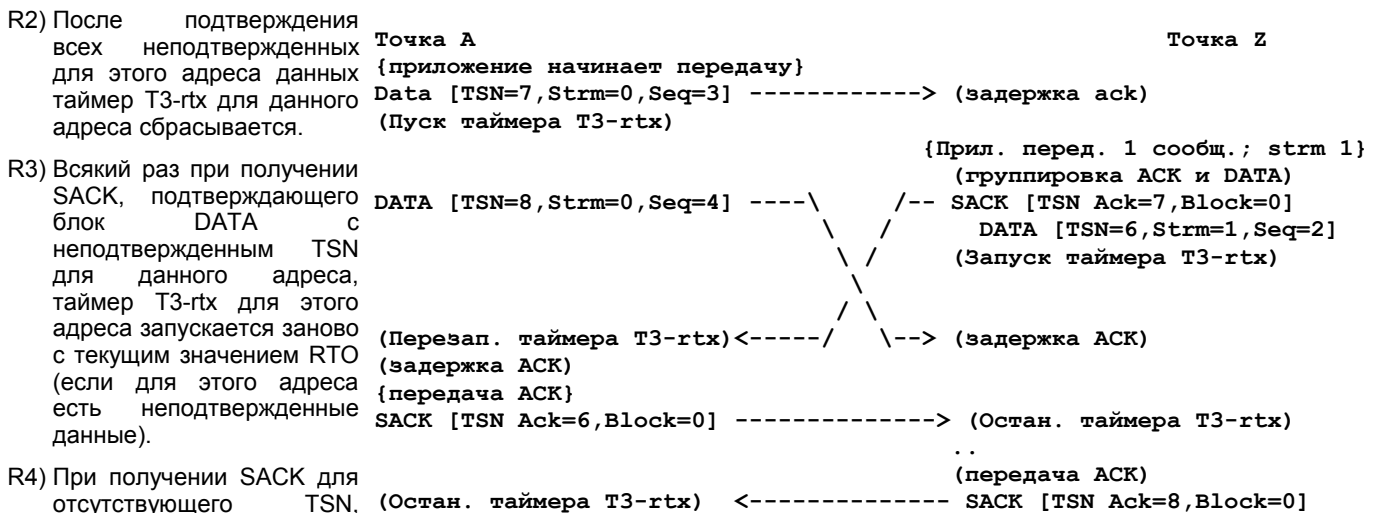 R2) После подтверждения
всех неподтвержденных
для этого адреса данных
таймер T3-rtx для данного
адреса сбрасывается.
R3) Всякий раз при получении
SACK, подтверждающего
блок DATA с
неподтвержденным TSN
для данного адреса,
таймер T3-rtx для этого
адреса запускается заново
с текущим значением RTO
(если для этого адреса
есть неподтвержденные
данные).
R4) При получении SACK для
отсутствующего TSN,
Точка A Точка Z
{приложение начинает передачу}
Data [TSN=7,Strm=0,Seq=3] ------------> (задержка ack)
(Пуск таймера T3-rtx)
{Прил. перед. 1 сообщ.; strm 1}
(группировка ACK и DATA)
DATA [TSN=8,Strm=0,Seq=4] ----\ /-- SACK [TSN Ack=7,Block=0]
\ / DATA [TSN=6,Strm=1,Seq=2]
\ / (Запуск таймера T3-rtx)
\
/ \
(Перезап. таймера T3-rtx)<-----/ \--> (задержка ACK)
(задержка ACK)
{передача ACK}
SACK [TSN Ack=6,Block=0] --------------> (Остан. таймера T3-rtx)
..
(передача ACK)
(Остан. таймера T3-rtx) <-------------- SACK [TSN Ack=8,Block=0]